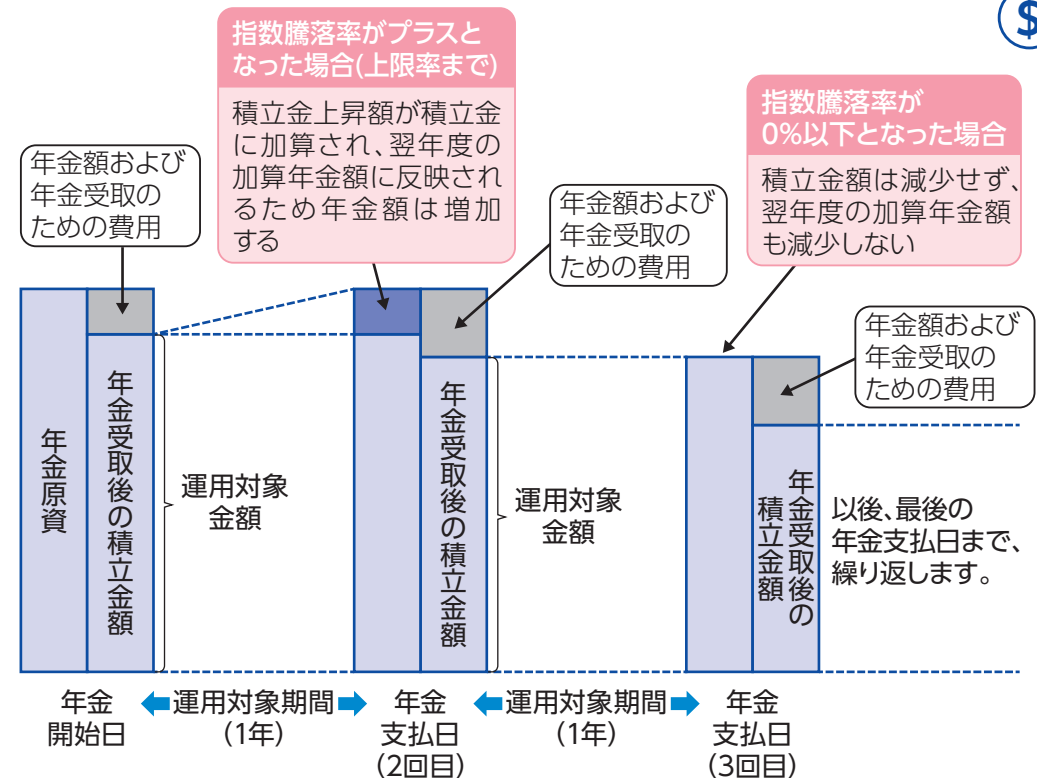 $
指数騰落率がプラスと
なった場合(上限率まで)
積立金上昇額が積立金
に加算され、翌年度の
加算年金額に反映され
るため年金額は増加
する
指数騰落率が
0%以下となった場合
積立金額は減少せず、
翌年度の加算年金額
も減少しない
年金額および
年金受取の
ための費用
年金額および
年金受取の
ための費用
年金額および
年金受取の
ための費用
年金原資
年金受取後の積立金額
運用対象
金額
年金受取後の積立金額
運用対象
金額
年金受取後の
積立金額
以後、最後の
年金支払日まで、
繰り返します。
年金
開始日
運用対象期間
(1年)
年金
支払日
(2回目)
運用対象期間
(1年)
年金
支払日
(3回目)